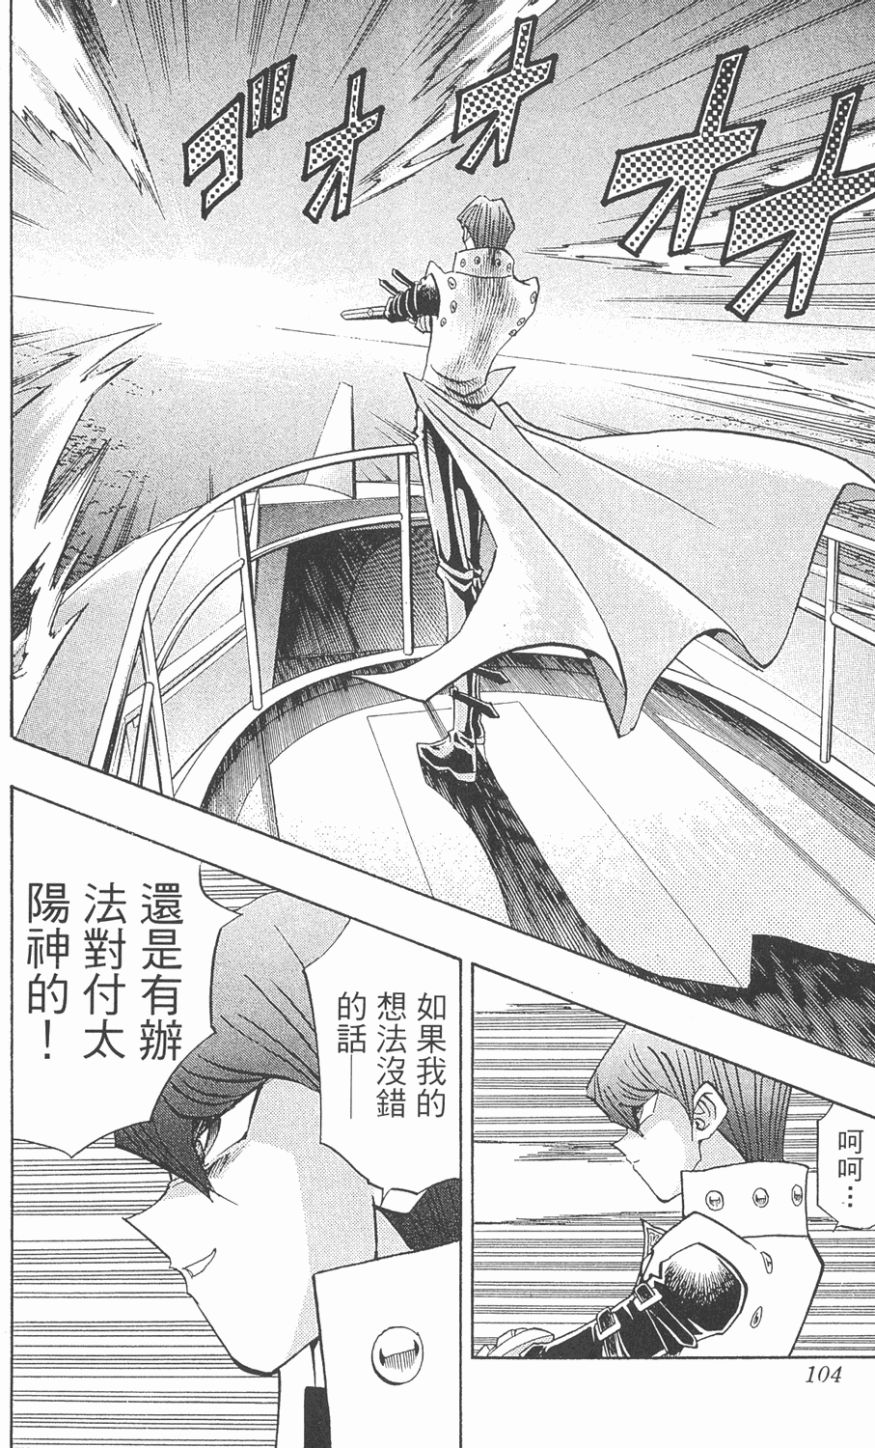 ゴオオオオ
呵呵…
如果我的
想法沒錯
的話——
還是有辦
法對付太
陽神的！
104